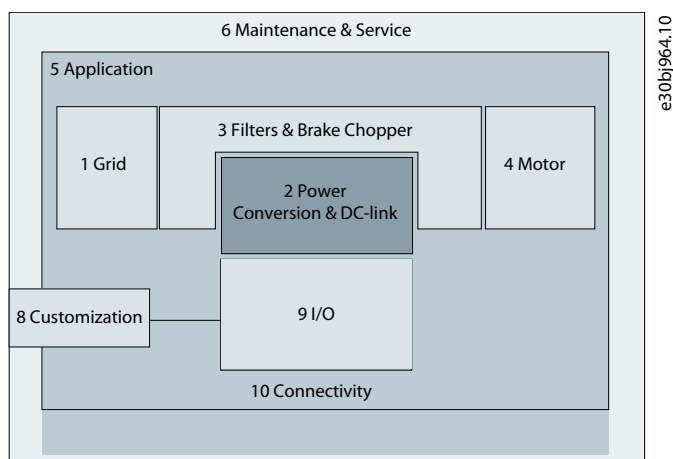 6 Maintenance & Service
5 Application
3 Filters & Brake Chopper
1 Grid
4 Motor
2 Power
Conversion & DC-link
8 Customization
9 I/O
10 Connectivity
e30bj964.10